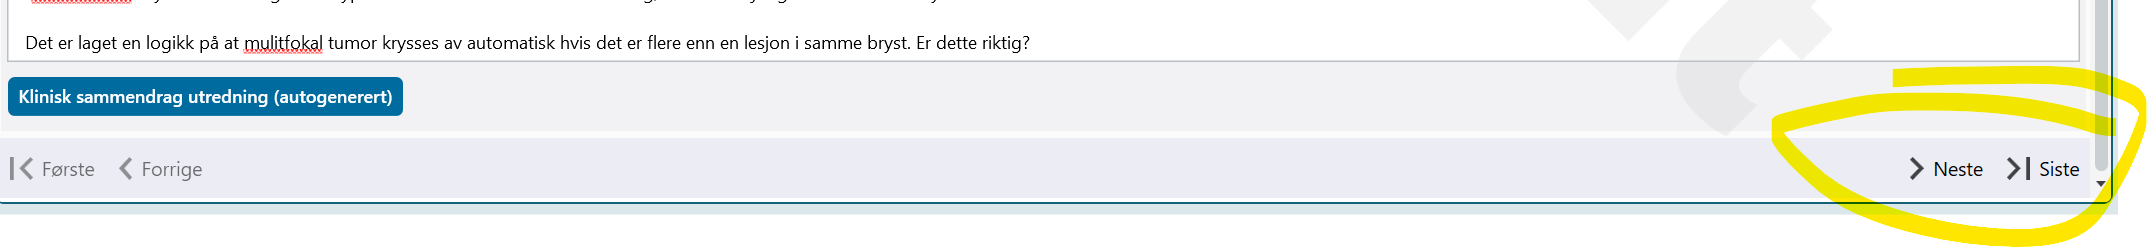 Det er laget en logikk på at mulitfokal tumor krysses av automatisk hvis det er flere enn en lesjon i samme bryst. Er dette riktig?
Klinisk sammendrag utredning (autogenerert)
Første Forrige Neste Siste